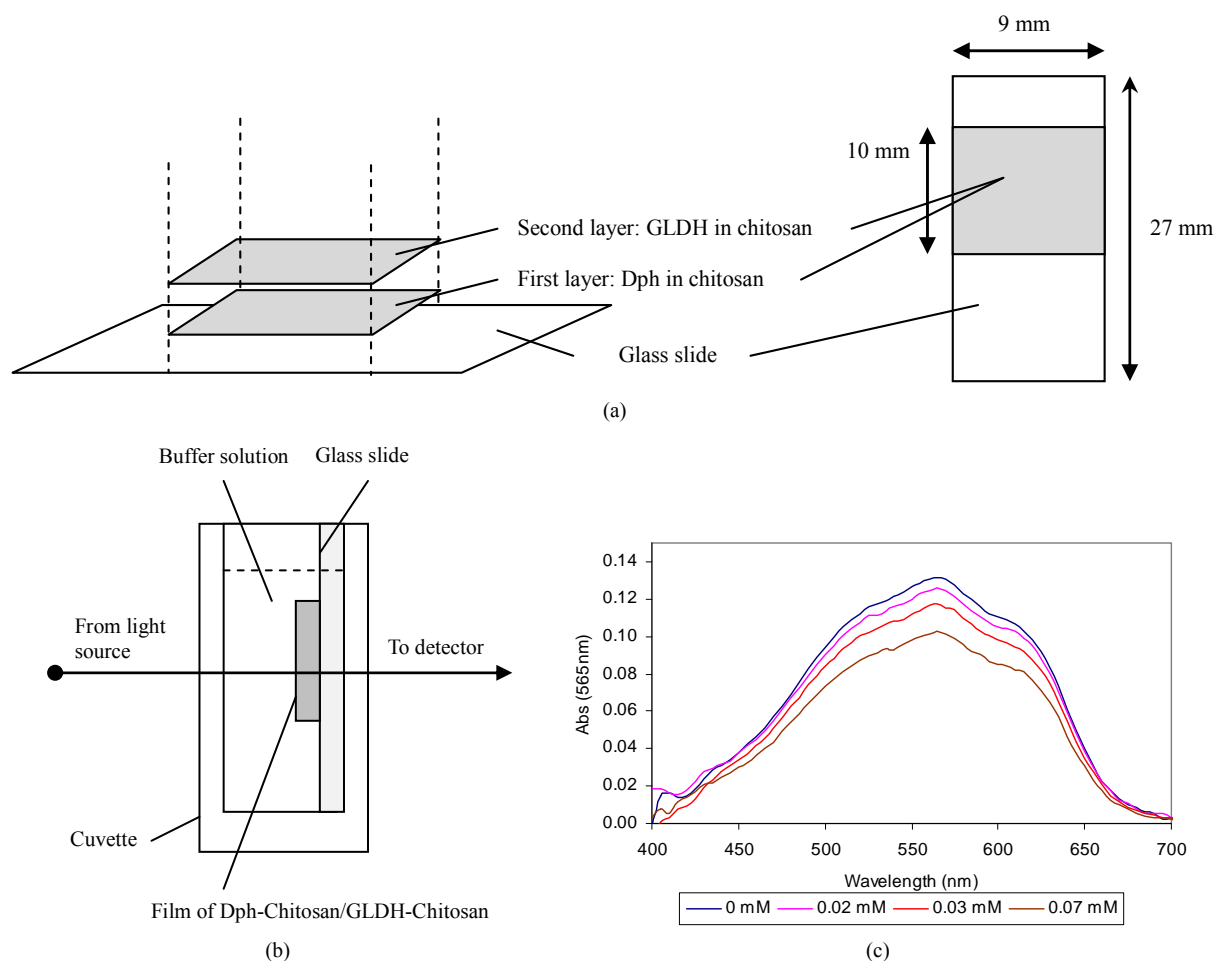 9 mm
10 mm
27 mm
Second layer: GLDH in chitosan
First layer: Dph in chitosan
Glass slide
(a)
Buffer solution
Glass slide
From light
source
To detector
Cuvette
Film of Dph-Chitosan/GLDH-Chitosan
(b)
0.14
0.12
0.10
0.08
0.06
0.04
0.02
0.00
Abs (565nm)
400
450
500
550
600
650
700
Wavelength (nm)
0 mM
0.02 mM
0.03 mM
0.07 mM
(c)